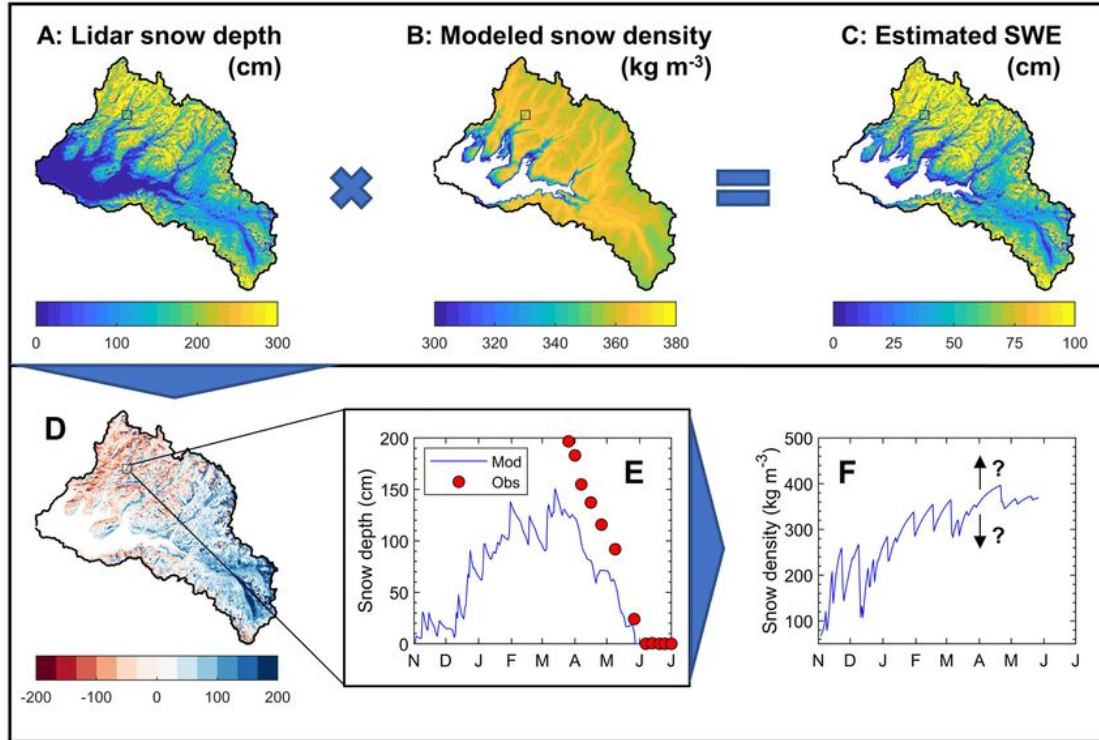 A: Lidar snow depth
(cm)
B: Modeled snow density
(kg m⁻³)
C: Estimated SWE
(cm)
0 100 200 300
300 320 340 360 380
0 25 50 75 100
D
-200 -100 0 100 200
E
Mod
Obs
Snow depth (cm)
200
150
100
50
0
N D J F M A M J J
F
Snow density (kg m⁻³)
500
400
300
200
100
?
?
N D J F M A M J J